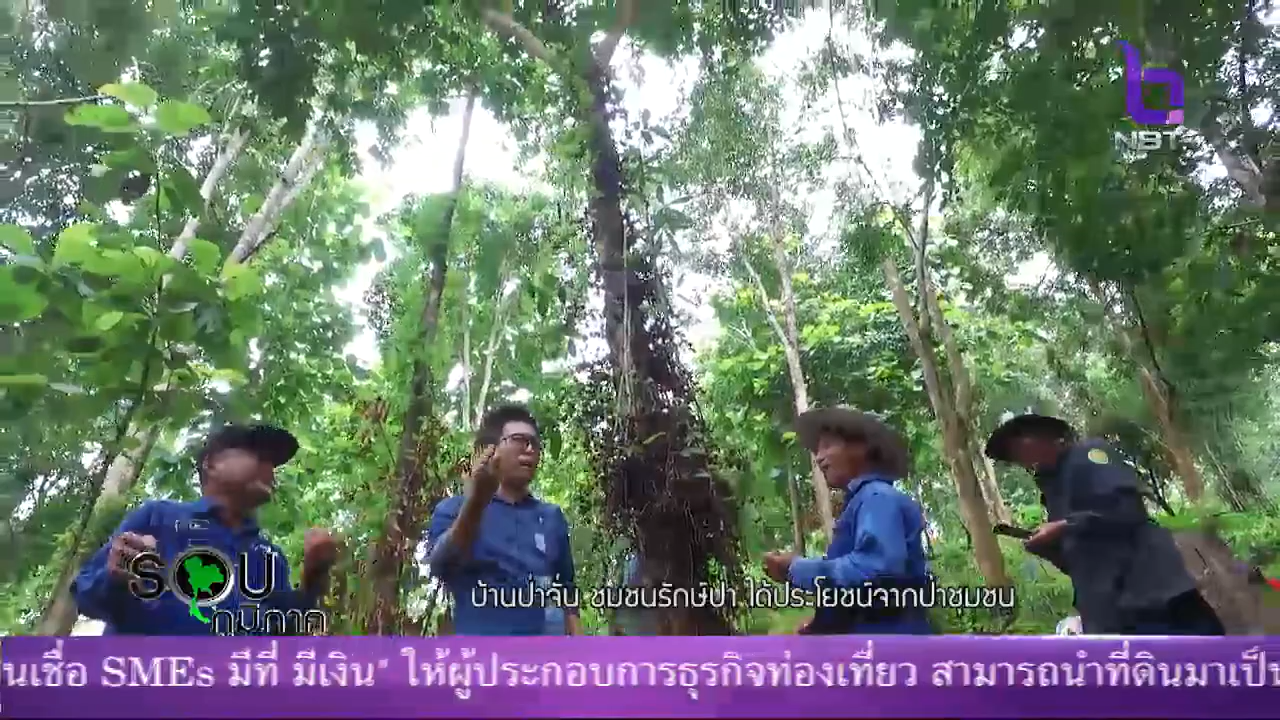 NBT
รอบ
ภูมิภาค
บ้านป่าจั่น ชุมชนรักษ์ป่า ได้ประโยชน์จากป่าชุมชน
นเชื่อ SMEs มีที่ มีเงิน" ให้ผู้ประกอบการธุรกิจท่องเที่ยว สามารถนำที่ดินมาเป็น